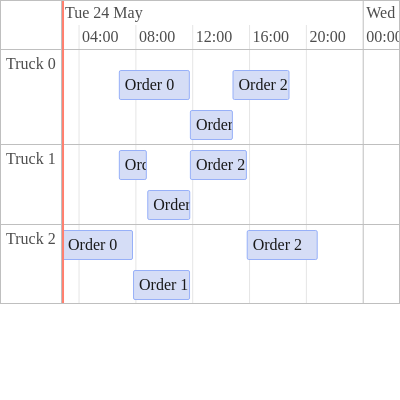 Tue 24 May Wed
04:00 08:00 12:00 16:00 20:00 00:00
Truck 0
Order 0 Order 2
Order
Truck 1
Ord Order 2
Order
Truck 2
Order 0 Order 2
Order 1